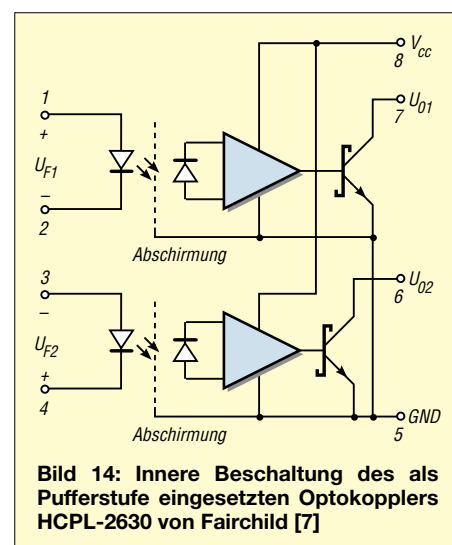 V_cc
8
1
+
U_F1
–
2
U_01
7
Abschirmung
3
–
U_F2
+
4
U_02
6
GND
5
Abschirmung
Bild 14: Innere Beschaltung des als
Pufferstufe eingesetzten Optokopplers
HCPL-2630 von Fairchild [7]